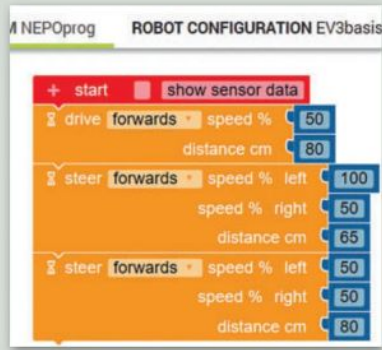 NEPOprog ROBOT CONFIGURATION EV3basis
+ start show sensor data
drive forwards speed % 50
distance cm 80
steer forwards speed % left 100
speed % right 50
distance cm 65
steer forwards speed % left 50
speed % right 50
distance cm 80